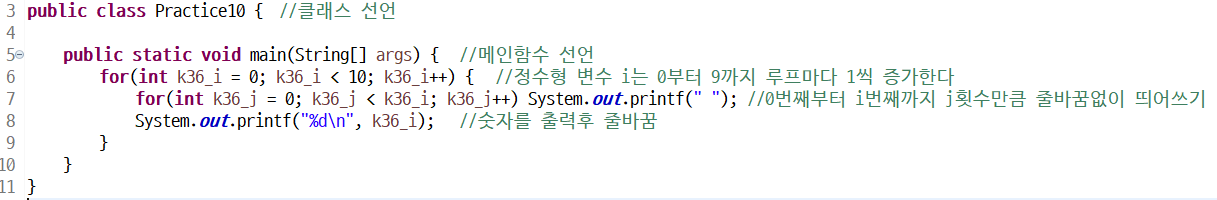 3 public class Practice10 { //클래스 선언
4
5 public static void main(String[] args) { //메인함수 선언
6 for(int k36_i = 0; k36_i < 10; k36_i++) { //정수형 변수 i는 0부터 9까지 루프마다 1씩 증가한다
7 for(int k36_j = 0; k36_j < k36_i; k36_j++) System.out.printf(" "); //0번째부터 i번째까지 j횟수만큼 줄바꿈없이 띄어쓰기
8 System.out.printf("%d\n", k36_i); //숫자를 출력후 줄바꿈
9 }
10 }
11 }